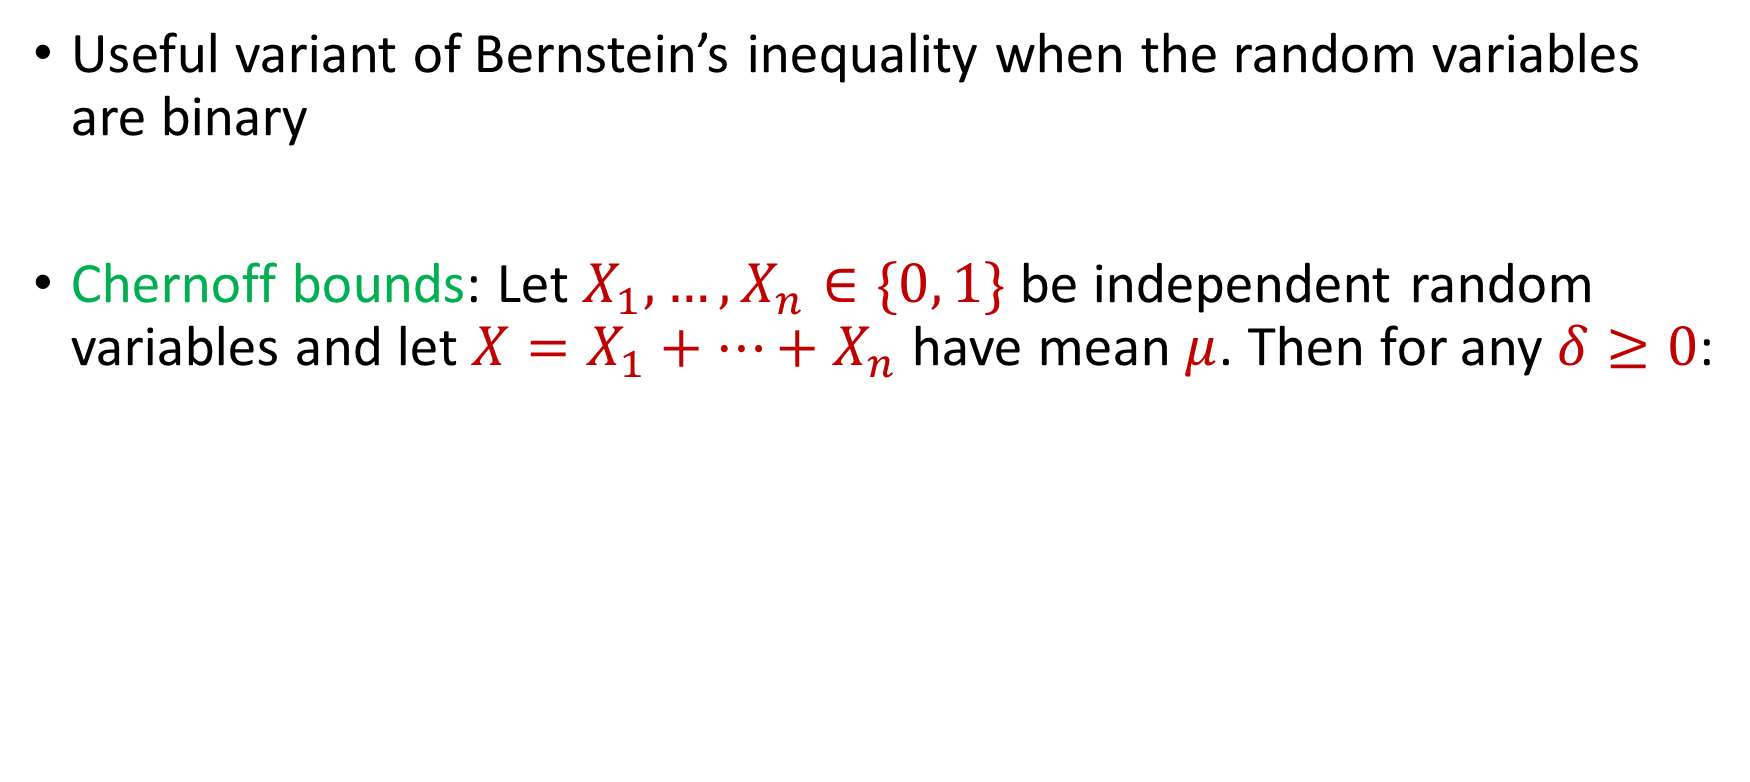 • Useful variant of Bernstein’s inequality when the random variables
are binary
• Chernoff bounds: Let X₁, … , Xₙ ∈ {0, 1} be independent random
variables and let X = X₁ + ⋯ + Xₙ have mean μ. Then for any δ ≥ 0: